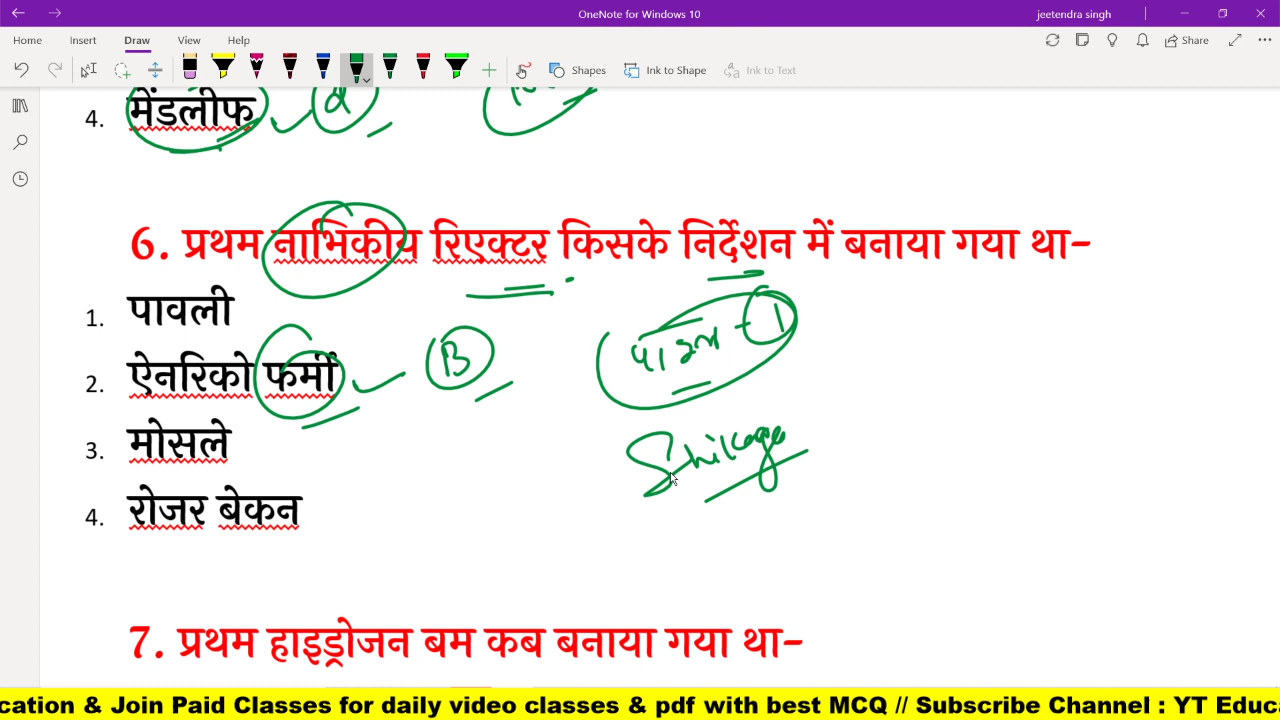 OneNote for Windows 10
jeetendra singh
Home Insert Draw View Help
Share
Shapes Ink to Shape Ink to Text
4. मेंडलीफ d
6. प्रथम नाभिकीय रिएक्टर किसके निर्देशन में बनाया गया था-
1. पावली
2. ऐनरिको फर्मी B
पाइल - 1
3. मोसले
Shikago
4. रोजर बेकन
7. प्रथम हाइड्रोजन बम कब बनाया गया था-
cation & Join Paid Classes for daily video classes & pdf with best MCQ // Subscribe Channel : YT Educa